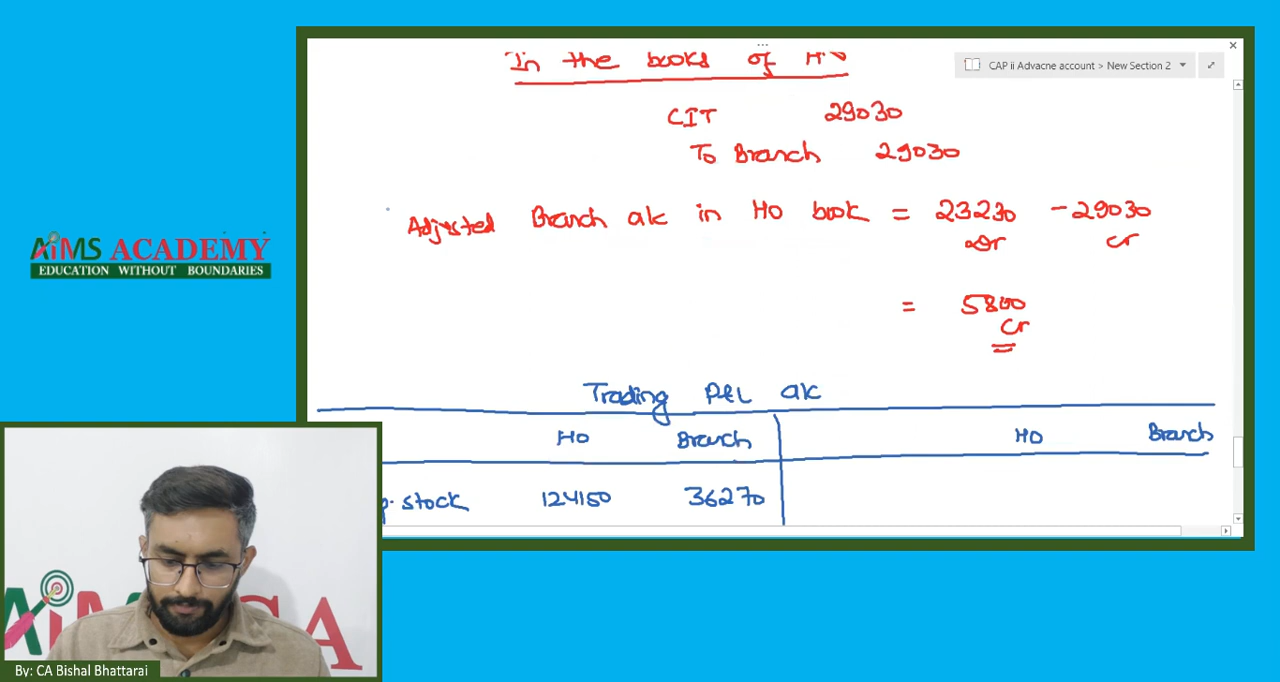 In the books of HO
CAP ii Advacne account > New Section 2
CIT 29030
To Branch 29030
Adjusted Branch a/c in HO book = 23230 - 29030
Dr Cr
= 5800
Cr
AiMS ACADEMY
EDUCATION WITHOUT BOUNDARIES
Trading P&L a/c
HO Branch HO Branch
p. stock 124150 36270
By: CA Bishal Bhattarai